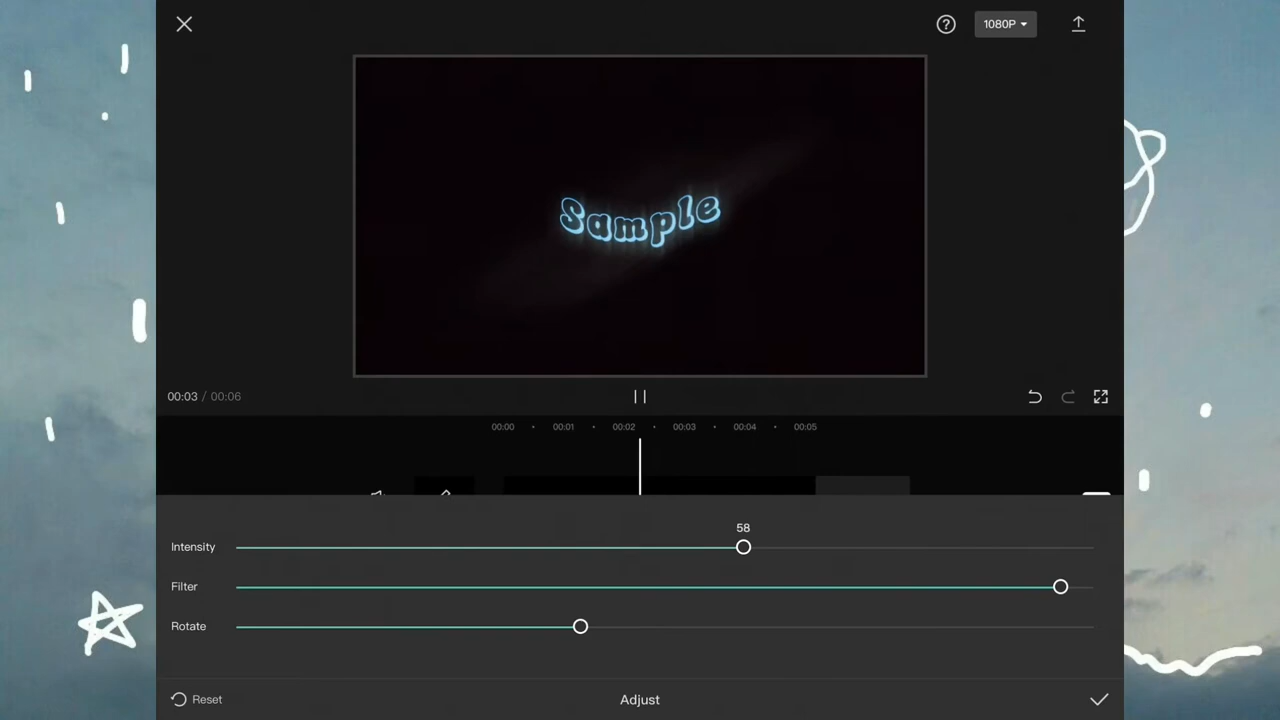 1080P
Sample
00:03 / 00:06
00:00 00:01 00:02 00:03 00:04 00:05
58
Intensity
Filter
Rotate
Reset Adjust